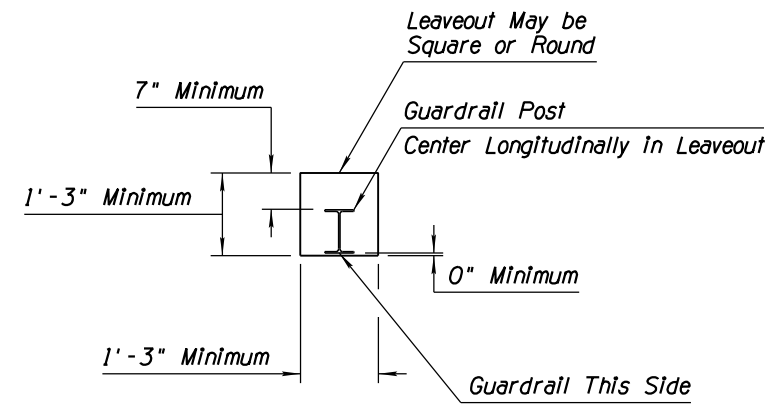 Leaveout May be
Square or Round
7" Minimum
Guardrail Post
Center Longitudinally in Leaveout
1'-3" Minimum
0" Minimum
1'-3" Minimum
Guardrail This Side